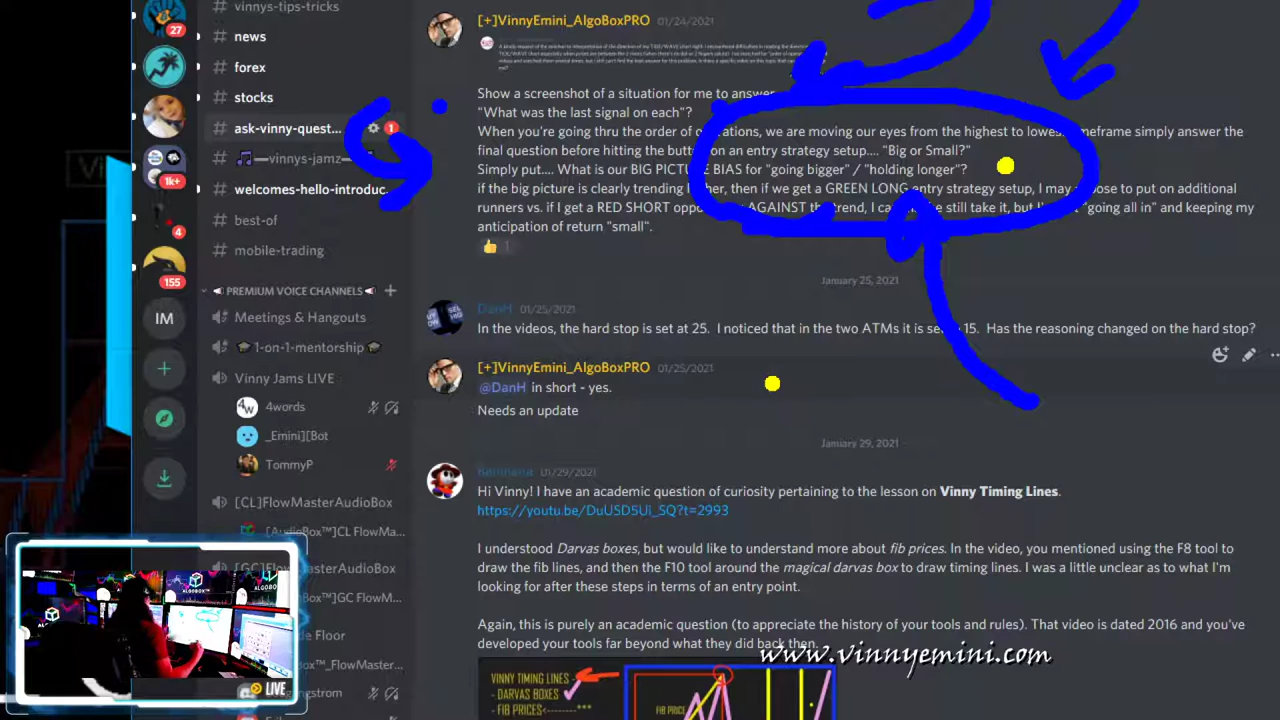 vinnys-tips-tricks
27
news
forex
stocks
ask-vinny-quest...
1
vinnys-jamz
1k+
welcomes-hello-introduc...
best-of
4
mobile-trading
155
PREMIUM VOICE CHANNELS
IM
Meetings & Hangouts
1-on-1-mentorship
Vinny Jams LIVE
4W
4words
_Emini][Bot
TommyP
[CL]FlowMasterAudioBox
[AudioBox™]CL FlowMa...
FlowMasterAudioBox
GC FlowMa...
de Floor
_FlowMaster...
ngstrom
ALGOBOX
ALGOBOX
LIVE
[+]VinnyEmini_AlgoBoxPRO 01/24/2021
Show a screenshot of a situation for me to answer
"What was the last signal on each"?
When you're going thru the order of operations, we are moving our eyes from the highest to lowest timeframe simply answer the
final question before hitting the button on an entry strategy setup.... "Big or Small?"
Simply put.... What is our BIG PICTURE BIAS for "going bigger" / "holding longer"?
if the big picture is clearly trending higher, then if we get a GREEN LONG entry strategy setup, I may choose to put on additional
runners vs. if I get a RED SHORT AGAINST the trend, I still take it, but "going all in" and keeping my
anticipation of return "small".
1
January 25, 2021
DanH 01/25/2021
In the videos, the hard stop is set at 25. I noticed that in the two ATMs it is set 15. Has the reasoning changed on the hard stop?
[+]VinnyEmini_AlgoBoxPRO 01/25/2021
@DanH in short - yes.
Needs an update
January 29, 2021
01/29/2021
Hi Vinny! I have an academic question of curiosity pertaining to the lesson on Vinny Timing Lines.
https://youtu.be/DuUSD5Ui_SQ?t=2993
I understood Darvas boxes, but would like to understand more about fib prices. In the video, you mentioned using the F8 tool to
draw the fib lines, and then the F10 tool around the magical darvas box to draw timing lines. I was a little unclear as to what I'm
looking for after these steps in terms of an entry point.
Again, this is purely an academic question (to appreciate the history of your tools and rules). That video is dated 2016 and you've
developed your tools far beyond what they did back then.
www.vinnyemini.com
VINNY TIMING LINES
- DARVAS BOXES
- FIB PRICES
FIB PRICE